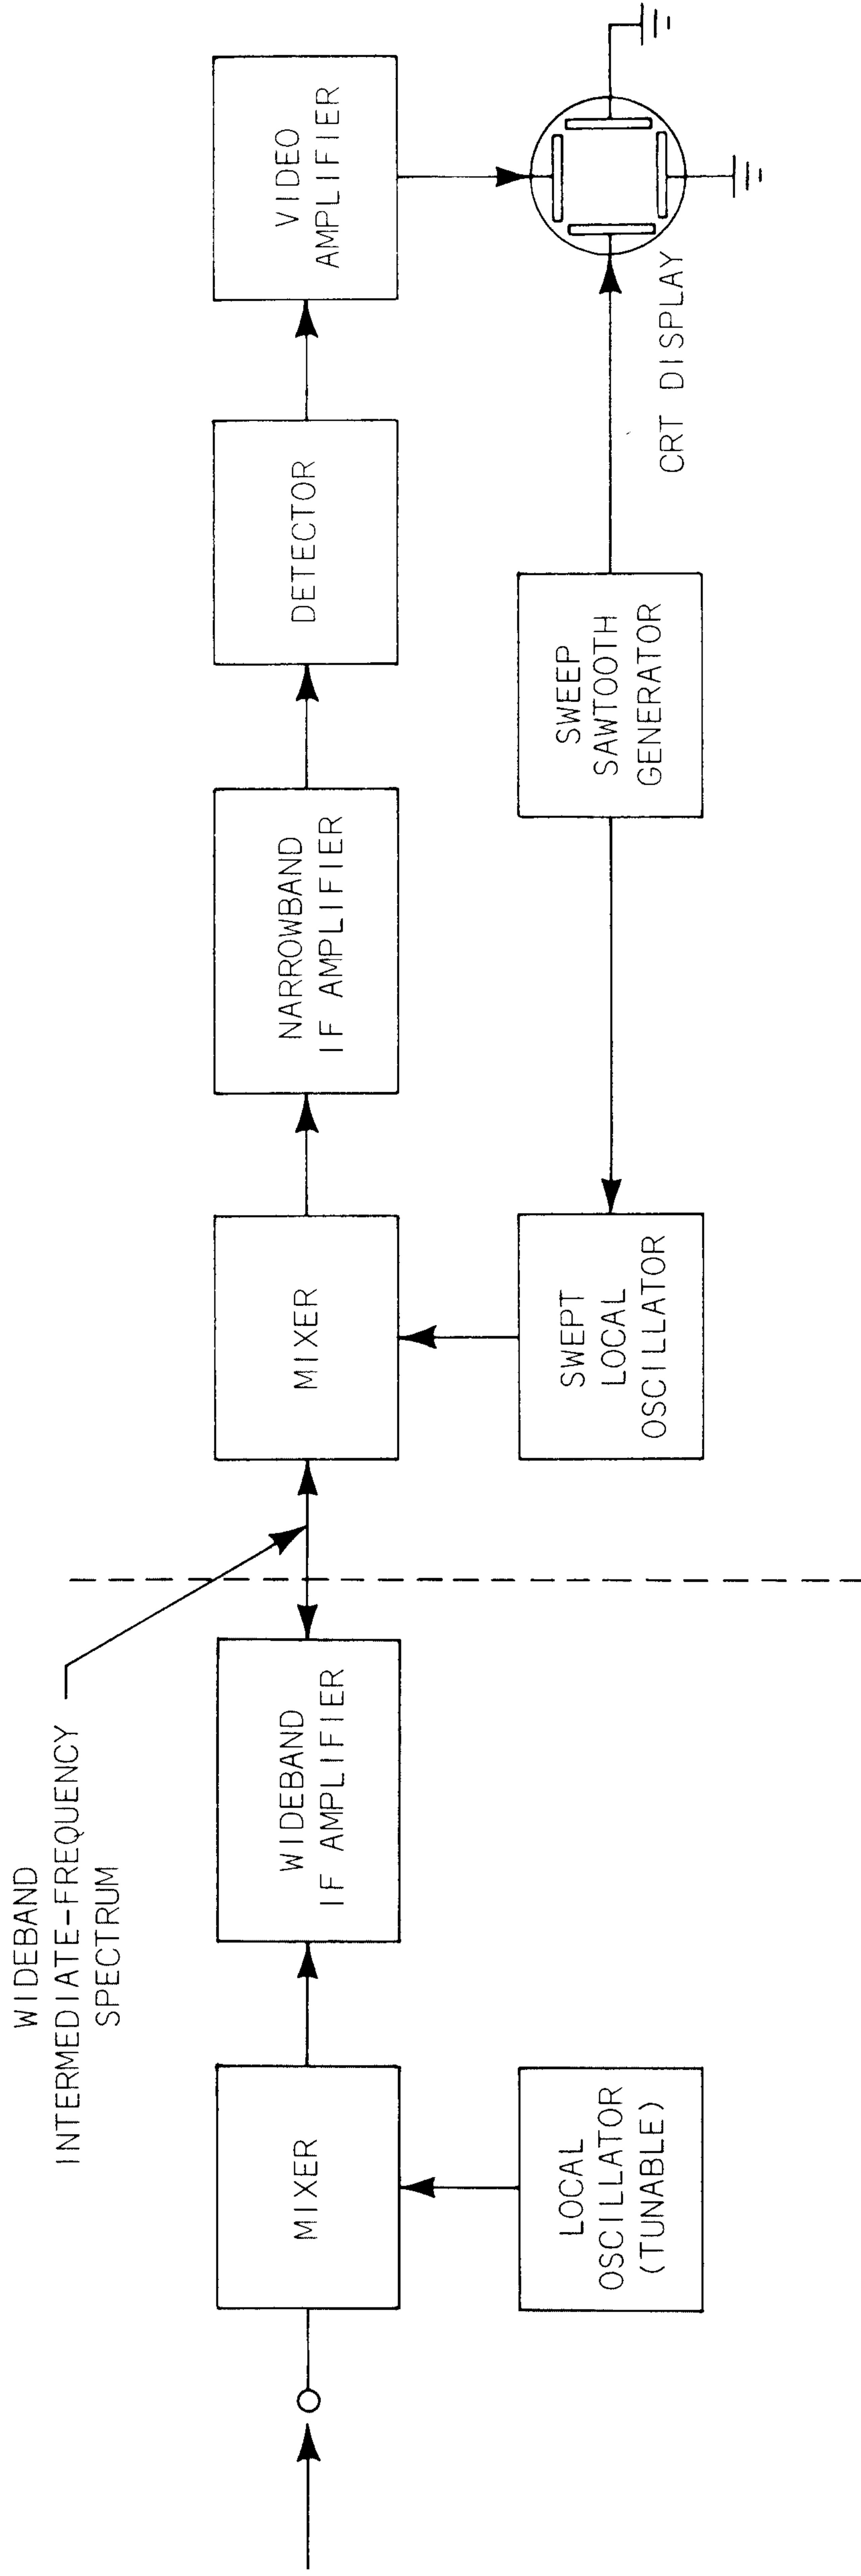 WIDEBAND
INTERMEDIATE-FREQUENCY
SPECTRUM
MIXER
WIDEBAND
IF AMPLIFIER
MIXER
NARROWBAND
IF AMPLIFIER
DETECTOR
VIDEO
AMPLIFIER
LOCAL
OSCILLATOR
(TUNABLE)
SWEPT
LOCAL
OSCILLATOR
SWEEP
SAWTOOTH
GENERATOR
CRT DISPLAY